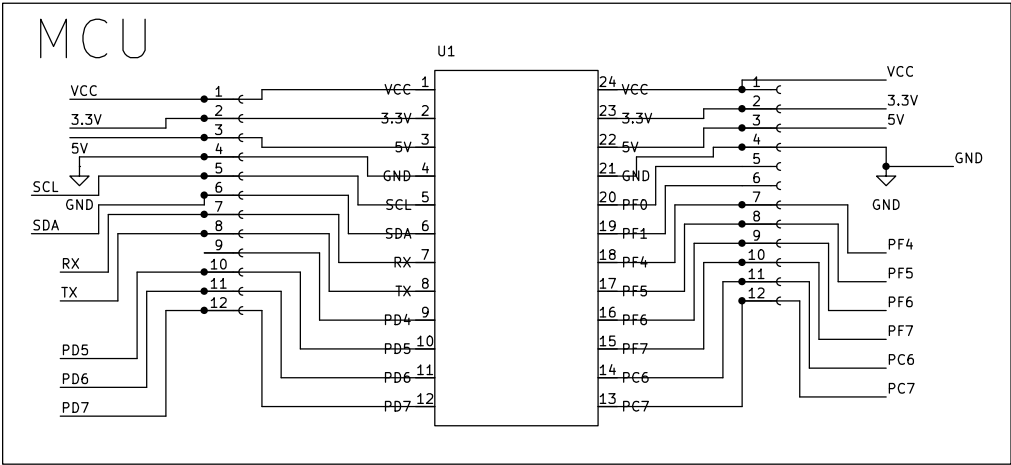 MCU
U1
VCC
3.3V
5V
GND
SCL
SDA
RX
TX
PD5
PD6
PD7
1
2
3
4
5
6
7
8
9
10
11
12
VCC 1
3.3V 2
5V 3
GND 4
SCL 5
SDA 6
RX 7
TX 8
PD4 9
PD5 10
PD6 11
PD7 12
24 VCC
23 3.3V
22 5V
21 GND
20 PF0
19 PF1
18 PF4
17 PF5
16 PF6
15 PF7
14 PC6
13 PC7
1
2
3
4
5
6
7
8
9
10
11
12
VCC
3.3V
5V
GND
GND
PF4
PF5
PF6
PF7
PC6
PC7